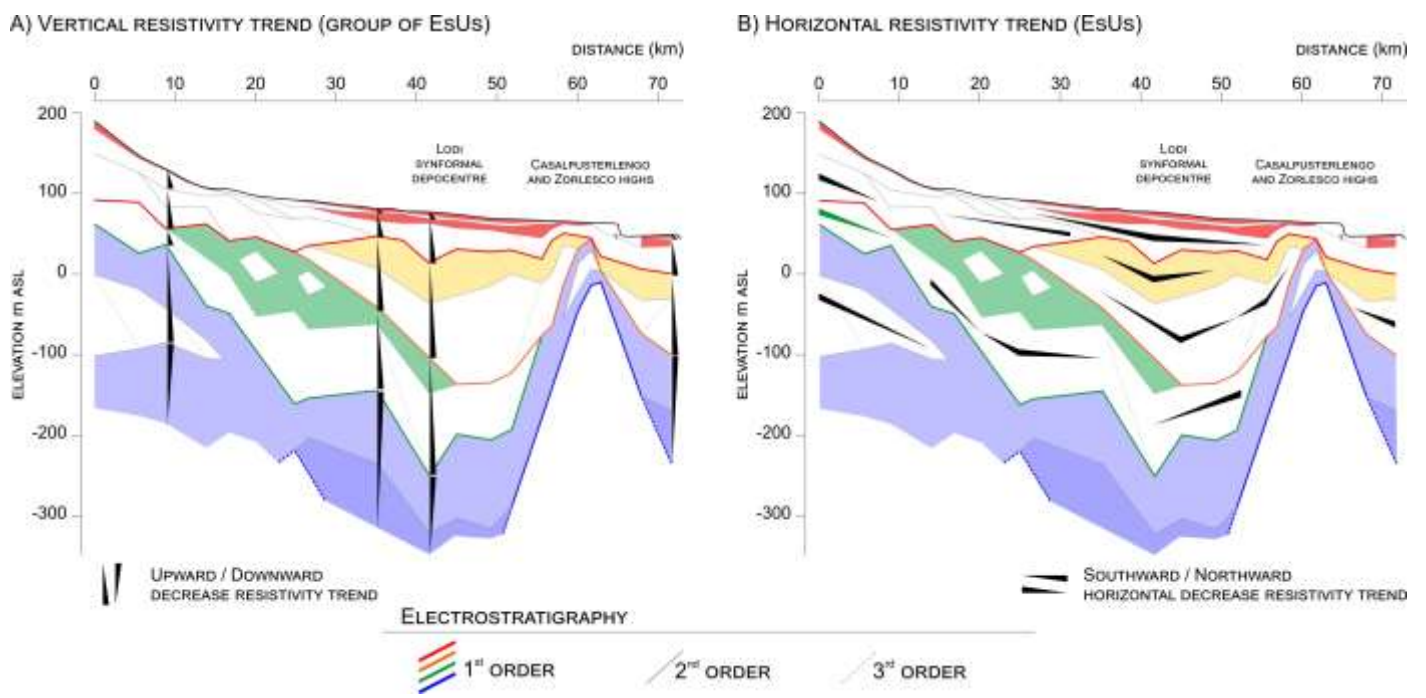 A) VERTICAL RESISTIVITY TREND (GROUP OF ESUS)
DISTANCE (km)
0 10 20 30 40 50 60 70
200
100
0
-100
-200
-300
ELEVATION m ASL
LODI
SYNFORMAL
DEPOCENTRE
CASALPUSTERLENGO
AND ZORLESCO HIGHS
UPWARD / DOWNWARD
DECREASE RESISTIVITY TREND
B) HORIZONTAL RESISTIVITY TREND (ESUS)
DISTANCE (km)
0 10 20 30 40 50 60 70
200
100
0
-100
-200
-300
ELEVATION m ASL
LODI
SYNFORMAL
DEPOCENTRE
CASALPUSTERLENGO
AND ZORLESCO HIGHS
SOUTHWARD / NORTHWARD
HORIZONTAL DECREASE RESISTIVITY TREND
ELECTROSTRATIGRAPHY
1st ORDER
2nd ORDER
3rd ORDER